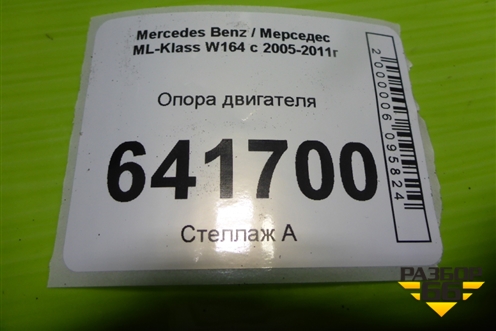 Mercedes Benz / Мерседес
ML-Klass W164 с 2005-2011г
Опора двигателя
641700
Стеллаж А
2000006095824
РАЗБОР